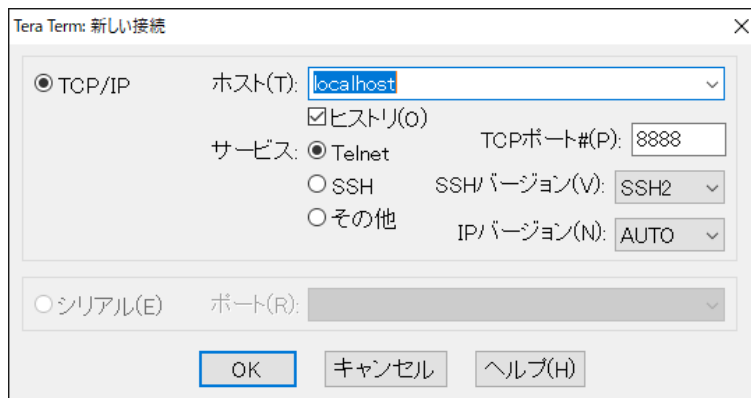 Tera Term: 新しい接続
TCP/IP ホスト(T): localhost
ヒストリ(O)
サービス: Telnet TCPポート#(P): 8888
SSH SSHバージョン(V): SSH2
その他 IPバージョン(N): AUTO
シリアル(E) ポート(R):
OK キャンセル ヘルプ(H)